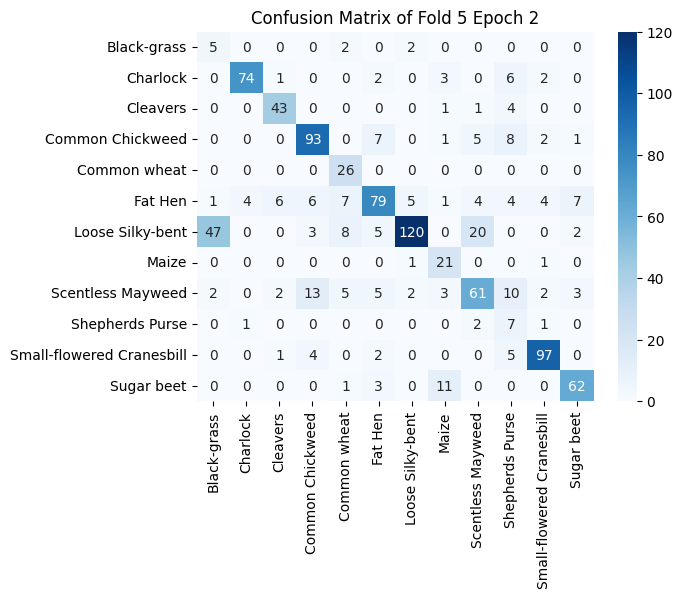 Confusion Matrix of Fold 5 Epoch 2
Black-grass 5 0 0 0 2 0 2 0 0 0 0 0
Charlock 0 74 1 0 0 2 0 3 0 6 2 0
Cleavers 0 0 43 0 0 0 0 1 1 4 0 0
Common Chickweed 0 0 0 93 0 7 0 1 5 8 2 1
Common wheat 0 0 0 0 26 0 0 0 0 0 0 0
Fat Hen 1 4 6 6 7 79 5 1 4 4 4 7
Loose Silky-bent 47 0 0 3 8 5 120 0 20 0 0 2
Maize 0 0 0 0 0 0 1 21 0 0 1 0
Scentless Mayweed 2 0 2 13 5 5 2 3 61 10 2 3
Shepherds Purse 0 1 0 0 0 0 0 0 2 7 1 0
Small-flowered Cranesbill 0 0 1 4 0 2 0 0 0 5 97 0
Sugar beet 0 0 0 0 1 3 0 11 0 0 0 62
Black-grass
Charlock
Cleavers
Common Chickweed
Common wheat
Fat Hen
Loose Silky-bent
Maize
Scentless Mayweed
Shepherds Purse
Small-flowered Cranesbill
Sugar beet
120
100
80
60
40
20
0